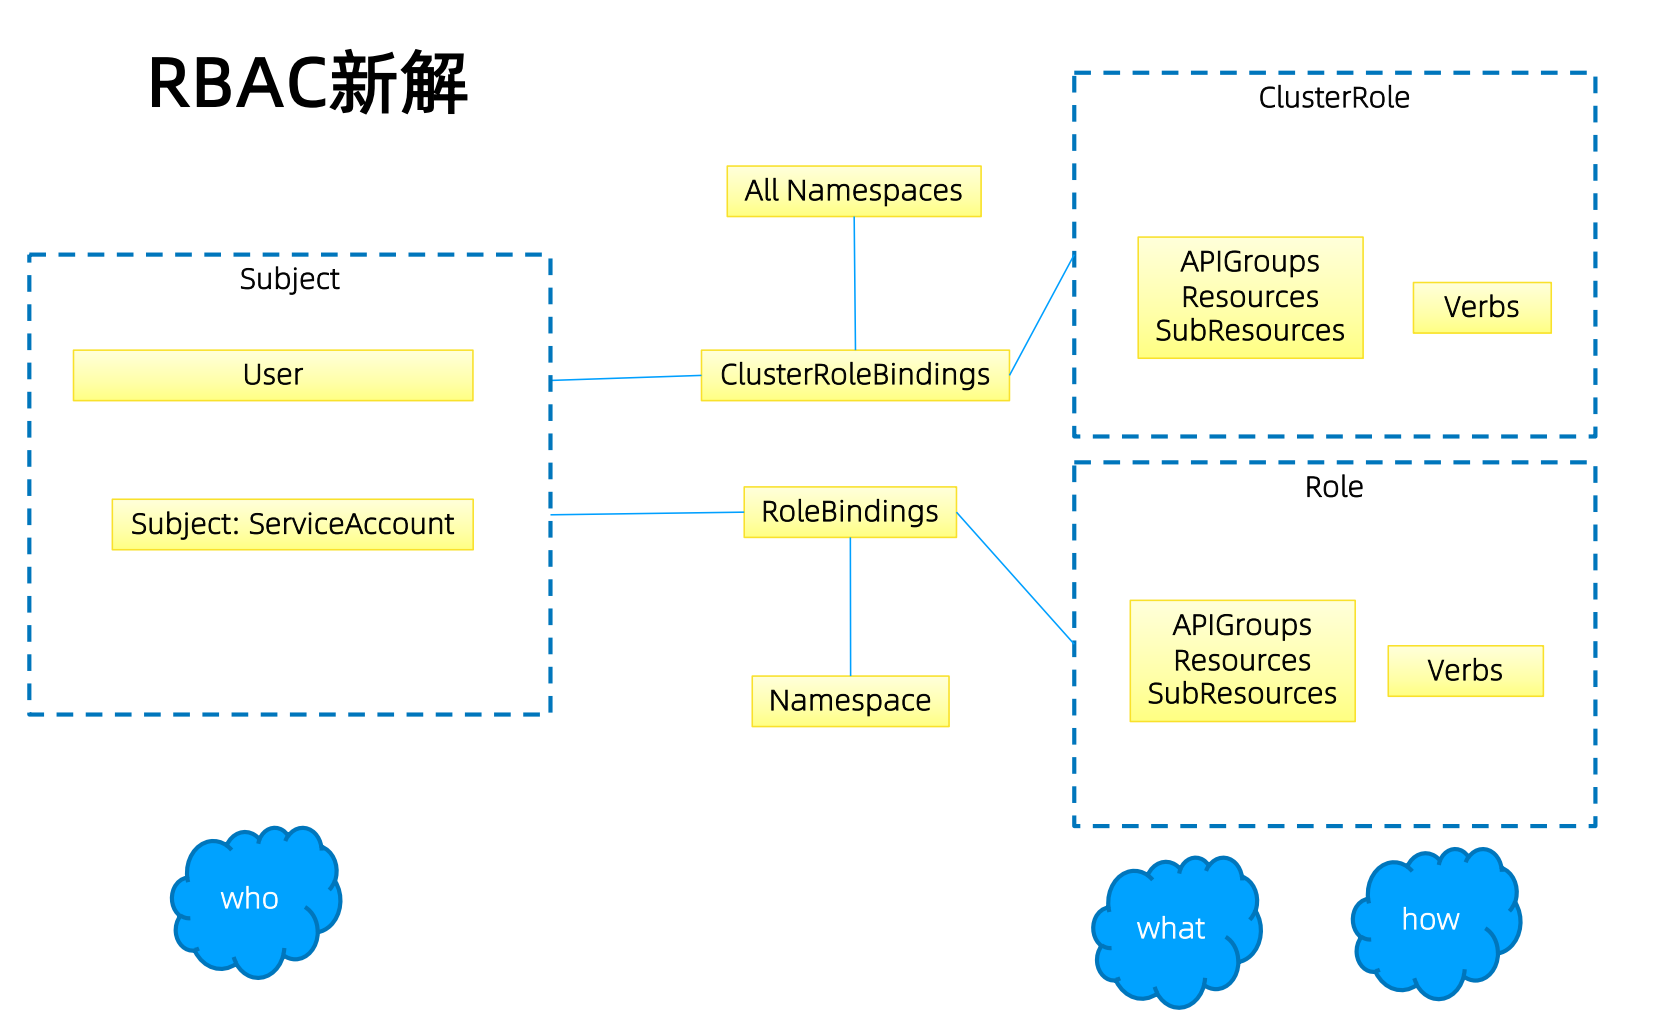 RBAC新解
Subject
User
Subject: ServiceAccount
All Namespaces
ClusterRoleBindings
RoleBindings
Namespace
ClusterRole
APIGroups
Resources
SubResources
Verbs
Role
APIGroups
Resources
SubResources
Verbs
who
what
how